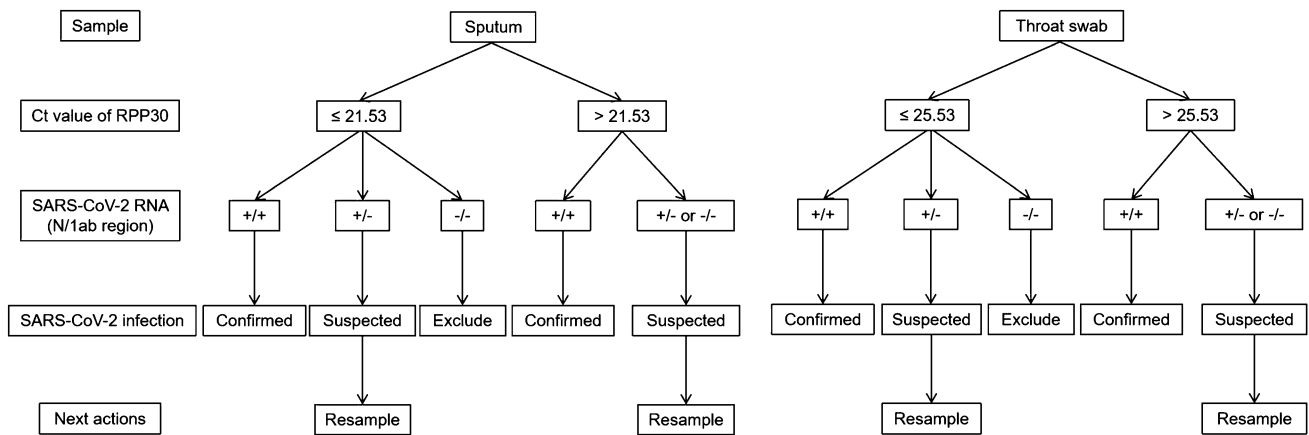 Sample
Sputum
Throat swab
Ct value of RPP30
≤ 21.53
> 21.53
≤ 25.53
> 25.53
SARS-CoV-2 RNA
(N/1ab region)
+/+
+/-
-/-
+/+
+/- or -/-
+/+
+/-
-/-
+/+
+/- or -/-
SARS-CoV-2 infection
Confirmed
Suspected
Exclude
Confirmed
Suspected
Confirmed
Suspected
Exclude
Confirmed
Suspected
Next actions
Resample
Resample
Resample
Resample